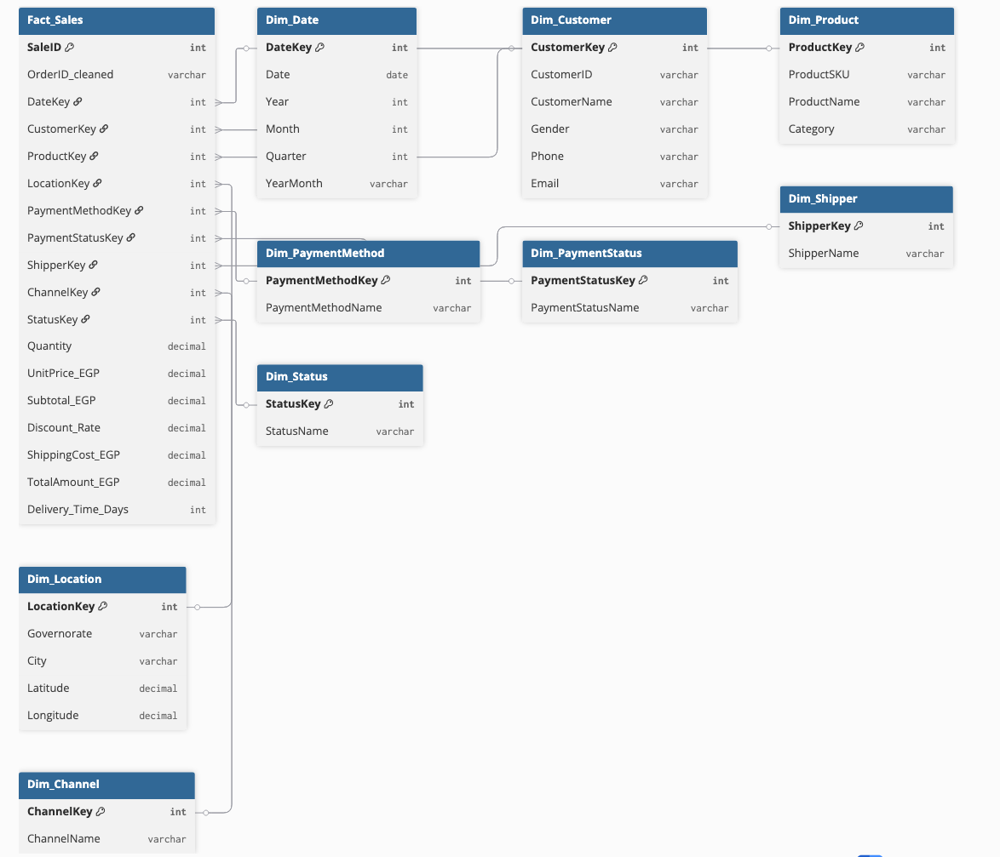 Fact_Sales
SaleID int
OrderID_cleaned varchar
DateKey int
CustomerKey int
ProductKey int
LocationKey int
PaymentMethodKey int
PaymentStatusKey int
ShipperKey int
ChannelKey int
StatusKey int
Quantity decimal
UnitPrice_EGP decimal
Subtotal_EGP decimal
Discount_Rate decimal
ShippingCost_EGP decimal
TotalAmount_EGP decimal
Delivery_Time_Days int
Dim_Date
DateKey int
Date date
Year int
Month int
Quarter int
YearMonth varchar
Dim_Customer
CustomerKey int
CustomerID varchar
CustomerName varchar
Gender varchar
Phone varchar
Email varchar
Dim_Product
ProductKey int
ProductSKU varchar
ProductName varchar
Category varchar
Dim_Shipper
ShipperKey int
ShipperName varchar
Dim_PaymentMethod
PaymentMethodKey int
PaymentMethodName varchar
Dim_PaymentStatus
PaymentStatusKey int
PaymentStatusName varchar
Dim_Status
StatusKey int
StatusName varchar
Dim_Location
LocationKey int
Governorate varchar
City varchar
Latitude decimal
Longitude decimal
Dim_Channel
ChannelKey int
ChannelName varchar